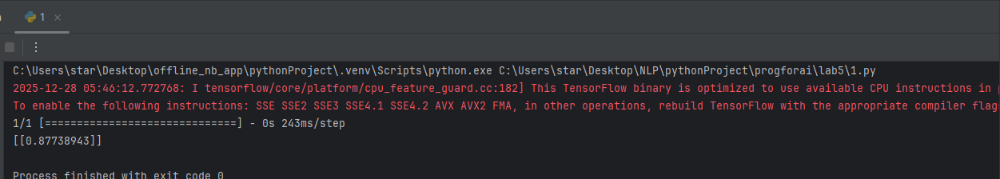 1
C:\Users\star\Desktop\offline_nb_app\pythonProject\.venv\Scripts\python.exe C:\Users\star\Desktop\NLP\pythonProject\progforai\lab5\1.py
2025-12-28 05:46:12.772768: I tensorflow/core/platform/cpu_feature_guard.cc:182] This TensorFlow binary is optimized to use available CPU instructions in
To enable the following instructions: SSE SSE2 SSE3 SSE4.1 SSE4.2 AVX AVX2 FMA, in other operations, rebuild TensorFlow with the appropriate compiler flags
1/1 [==============================] - 0s 243ms/step
[[0.87738943]]
Process finished with exit code 0